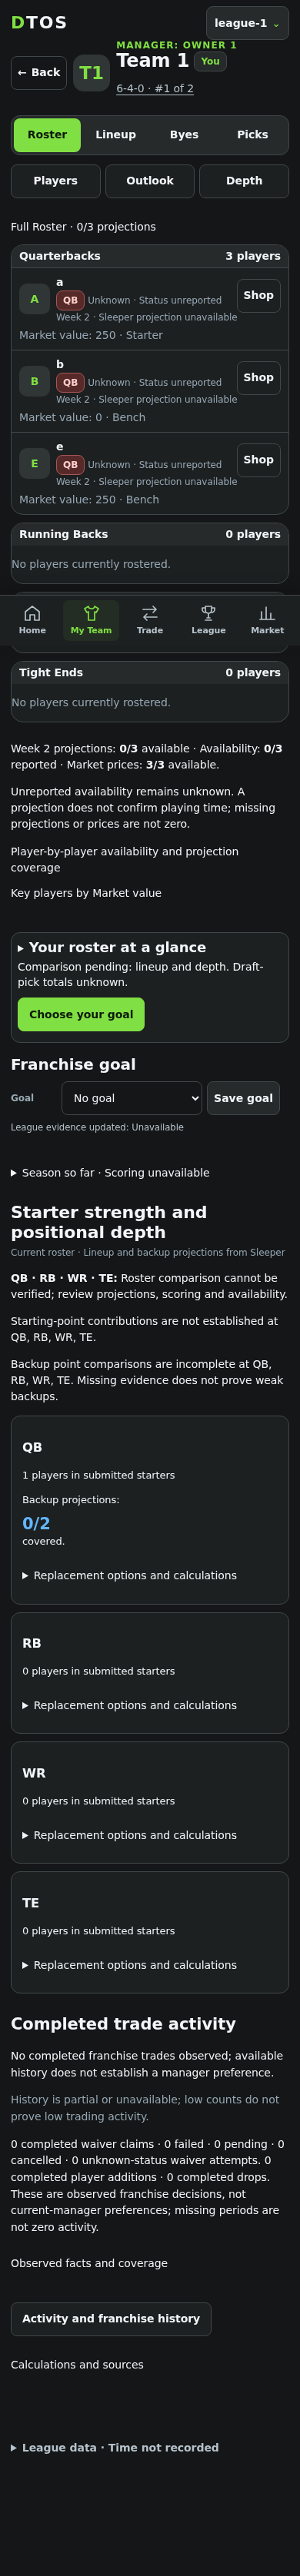 DTOS
league-1
MANAGER: OWNER 1
← Back
T1
Team 1 You
6-4-0 · #1 of 2
Roster Lineup Byes Picks
Players Outlook Depth
Full Roster · 0/3 projections
Quarterbacks 3 players
A
a
QB Unknown · Status unreported
Week 2 · Sleeper projection unavailable
Shop
Market value: 250 · Starter
B
b
QB Unknown · Status unreported
Week 2 · Sleeper projection unavailable
Shop
Market value: 0 · Bench
E
e
QB Unknown · Status unreported
Week 2 · Sleeper projection unavailable
Shop
Market value: 250 · Bench
Running Backs 0 players
No players currently rostered.
Home My Team Trade League Market
Tight Ends 0 players
No players currently rostered.
Week 2 projections: 0/3 available · Availability: 0/3
reported · Market prices: 3/3 available.
Unreported availability remains unknown. A
projection does not confirm playing time; missing
projections or prices are not zero.
Player-by-player availability and projection
coverage
Key players by Market value
▸ Your roster at a glance
Comparison pending: lineup and depth. Draft-
pick totals unknown.
Choose your goal
Franchise goal
Goal No goal Save goal
League evidence updated: Unavailable
▸ Season so far · Scoring unavailable
Starter strength and
positional depth
Current roster · Lineup and backup projections from Sleeper
QB · RB · WR · TE: Roster comparison cannot be
verified; review projections, scoring and availability.
Starting-point contributions are not established at
QB, RB, WR, TE.
Backup point comparisons are incomplete at QB,
RB, WR, TE. Missing evidence does not prove weak
backups.
QB
1 players in submitted starters
Backup projections:
0/2
covered.
▸ Replacement options and calculations
RB
0 players in submitted starters
▸ Replacement options and calculations
WR
0 players in submitted starters
▸ Replacement options and calculations
TE
0 players in submitted starters
▸ Replacement options and calculations
Completed trade activity
No completed franchise trades observed; available
history does not establish a manager preference.
History is partial or unavailable; low counts do not
prove low trading activity.
0 completed waiver claims · 0 failed · 0 pending · 0
cancelled · 0 unknown-status waiver attempts. 0
completed player additions · 0 completed drops.
These are observed franchise decisions, not
current-manager preferences; missing periods are
not zero activity.
Observed facts and coverage
Activity and franchise history
Calculations and sources
▸ League data · Time not recorded